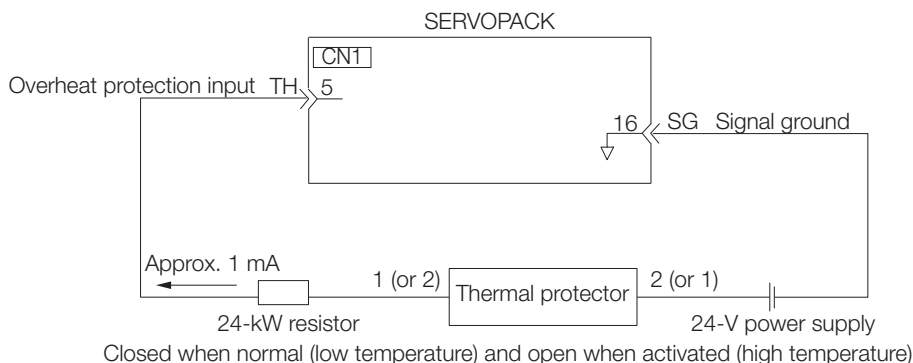 SERVOPACK
CN1
Overheat protection input TH 5
16 SG Signal ground
Approx. 1 mA
1 (or 2) Thermal protector 2 (or 1)
24-kW resistor 24-V power supply
Closed when normal (low temperature) and open when activated (high temperature)